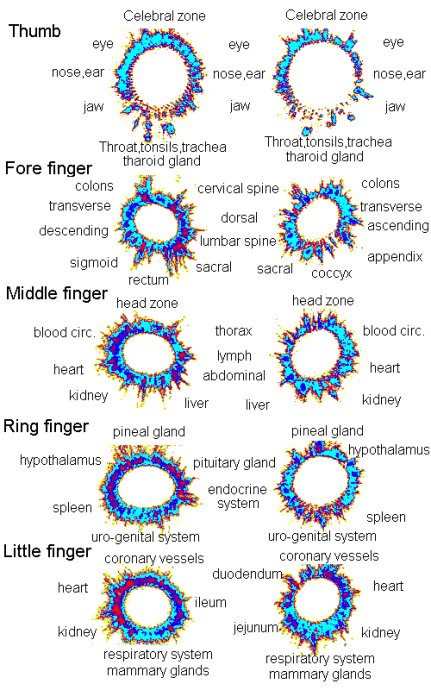 Celebral zone Celebral zone
Thumb
eye eye eye
nose,ear nose,ear nose,ear
jaw jaw jaw
Throat,tonsils,trachea Throat,tonsils,trachea
tharoid gland tharoid gland
Fore finger
colons cervical spine colons
transverse dorsal transverse
descending lumbar spine ascending
sigmoid sacral sacral appendix
rectum coccyx
Middle finger
head zone head zone
blood circ. thorax blood circ.
heart lymph heart
abdominal
kidney liver liver kidney
Ring finger
pineal gland pineal gland
hypothalamus pituitary gland hypothalamus
spleen endocrine system spleen
uro-genital system uro-genital system
Little finger
coronary vessels coronary vessels
heart duodendum heart
ileum
kidney jejunum kidney
respiratory system respiratory system
mammary glands mammary glands